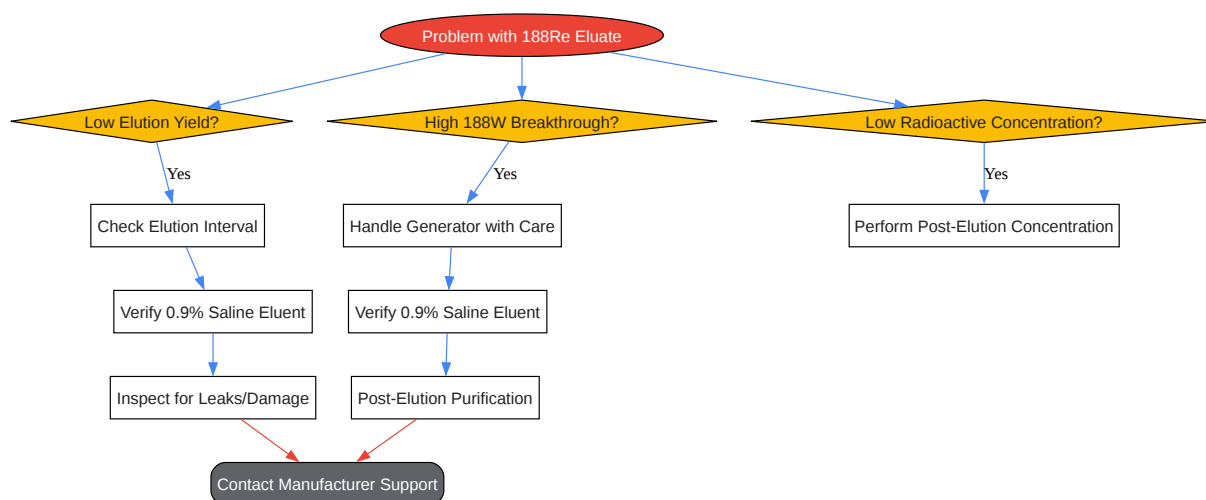 Problem with 188Re Eluate
Low Elution Yield?
High 188W Breakthrough?
Low Radioactive Concentration?
Yes
Yes
Yes
Check Elution Interval
Handle Generator with Care
Perform Post-Elution Concentration
Verify 0.9% Saline Eluent
Verify 0.9% Saline Eluent
Inspect for Leaks/Damage
Post-Elution Purification
Contact Manufacturer Support